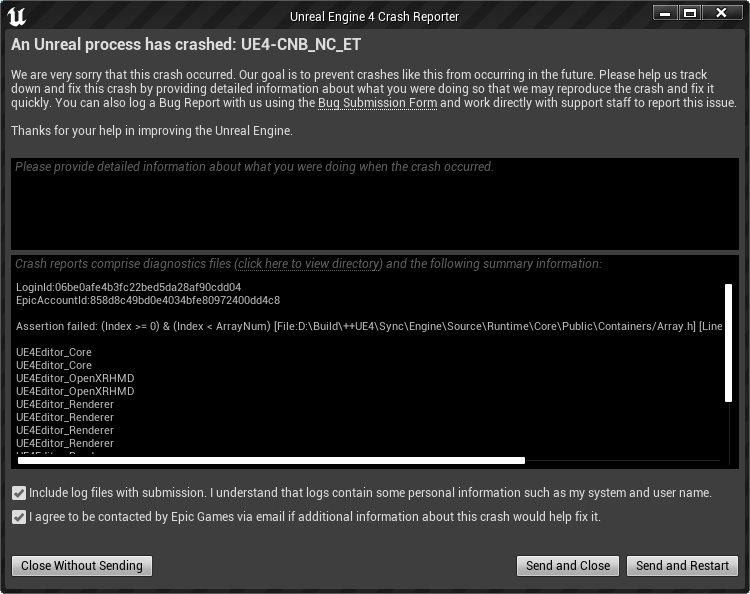 Unreal Engine 4 Crash Reporter
An Unreal process has crashed: UE4-CNB_NC_ET
We are very sorry that this crash occurred. Our goal is to prevent crashes like this from occurring in the future. Please help us track
down and fix this crash by providing detailed information about what you were doing so that we may reproduce the crash and fix it
quickly. You can also log a Bug Report with us using the Bug Submission Form and work directly with support staff to report this issue.
Thanks for your help in improving the Unreal Engine.
Please provide detailed information about what you were doing when the crash occurred.
Crash reports comprise diagnostics files (click here to view directory) and the following summary information:
LoginId:06be0afe4b3fc22bed5da28af90cdd04
EpicAccountId:858d8c49bd0e4034bfe80972400dd4c8
Assertion failed: (Index >= 0) & (Index < ArrayNum) [File:D:\Build\++UE4\Sync\Engine\Source\Runtime\Core\Public\Containers/Array.h] [Line
UE4Editor_Core
UE4Editor_Core
UE4Editor_OpenXRHMD
UE4Editor_OpenXRHMD
UE4Editor_Renderer
UE4Editor_Renderer
UE4Editor_Renderer
UE4Editor_Renderer
Include log files with submission. I understand that logs contain some personal information such as my system and user name.
I agree to be contacted by Epic Games via email if additional information about this crash would help fix it.
Close Without Sending
Send and Close
Send and Restart